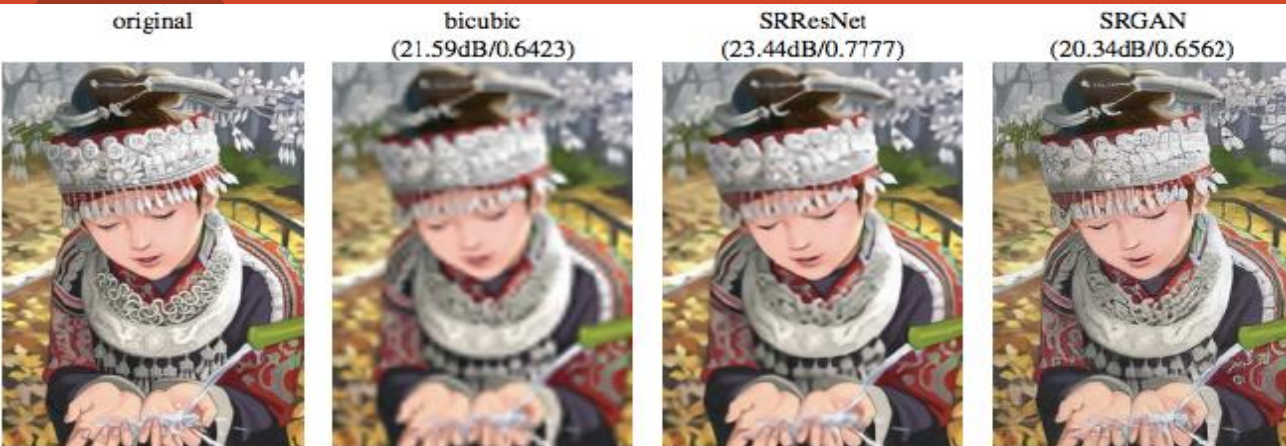 original
bicubic
(21.59dB/0.6423)
SRResNet
(23.44dB/0.7777)
SRGAN
(20.34dB/0.6562)